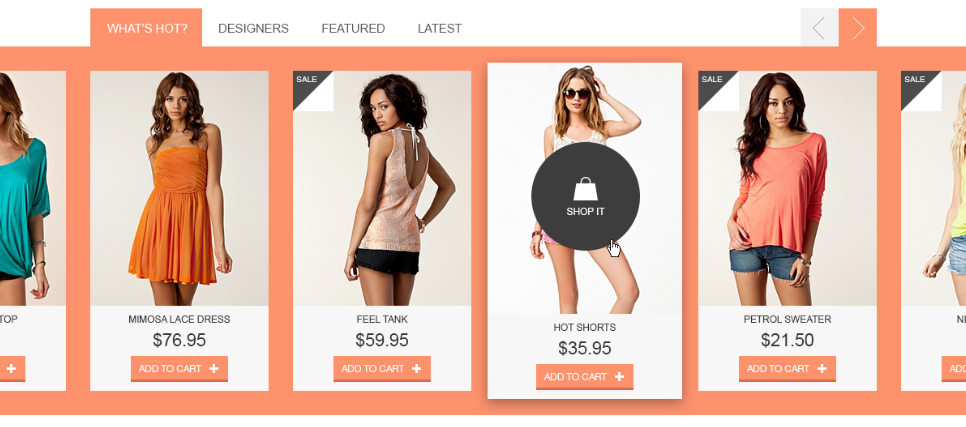 WHAT'S HOT?
DESIGNERS
FEATURED
LATEST
SALE
SALE
SALE
SHOP IT
TOP
MIMOSA LACE DRESS
$76.95
ADD TO CART +
FEEL TANK
$59.95
ADD TO CART +
HOT SHORTS
$35.95
ADD TO CART +
PETROL SWEATER
$21.50
ADD TO CART +